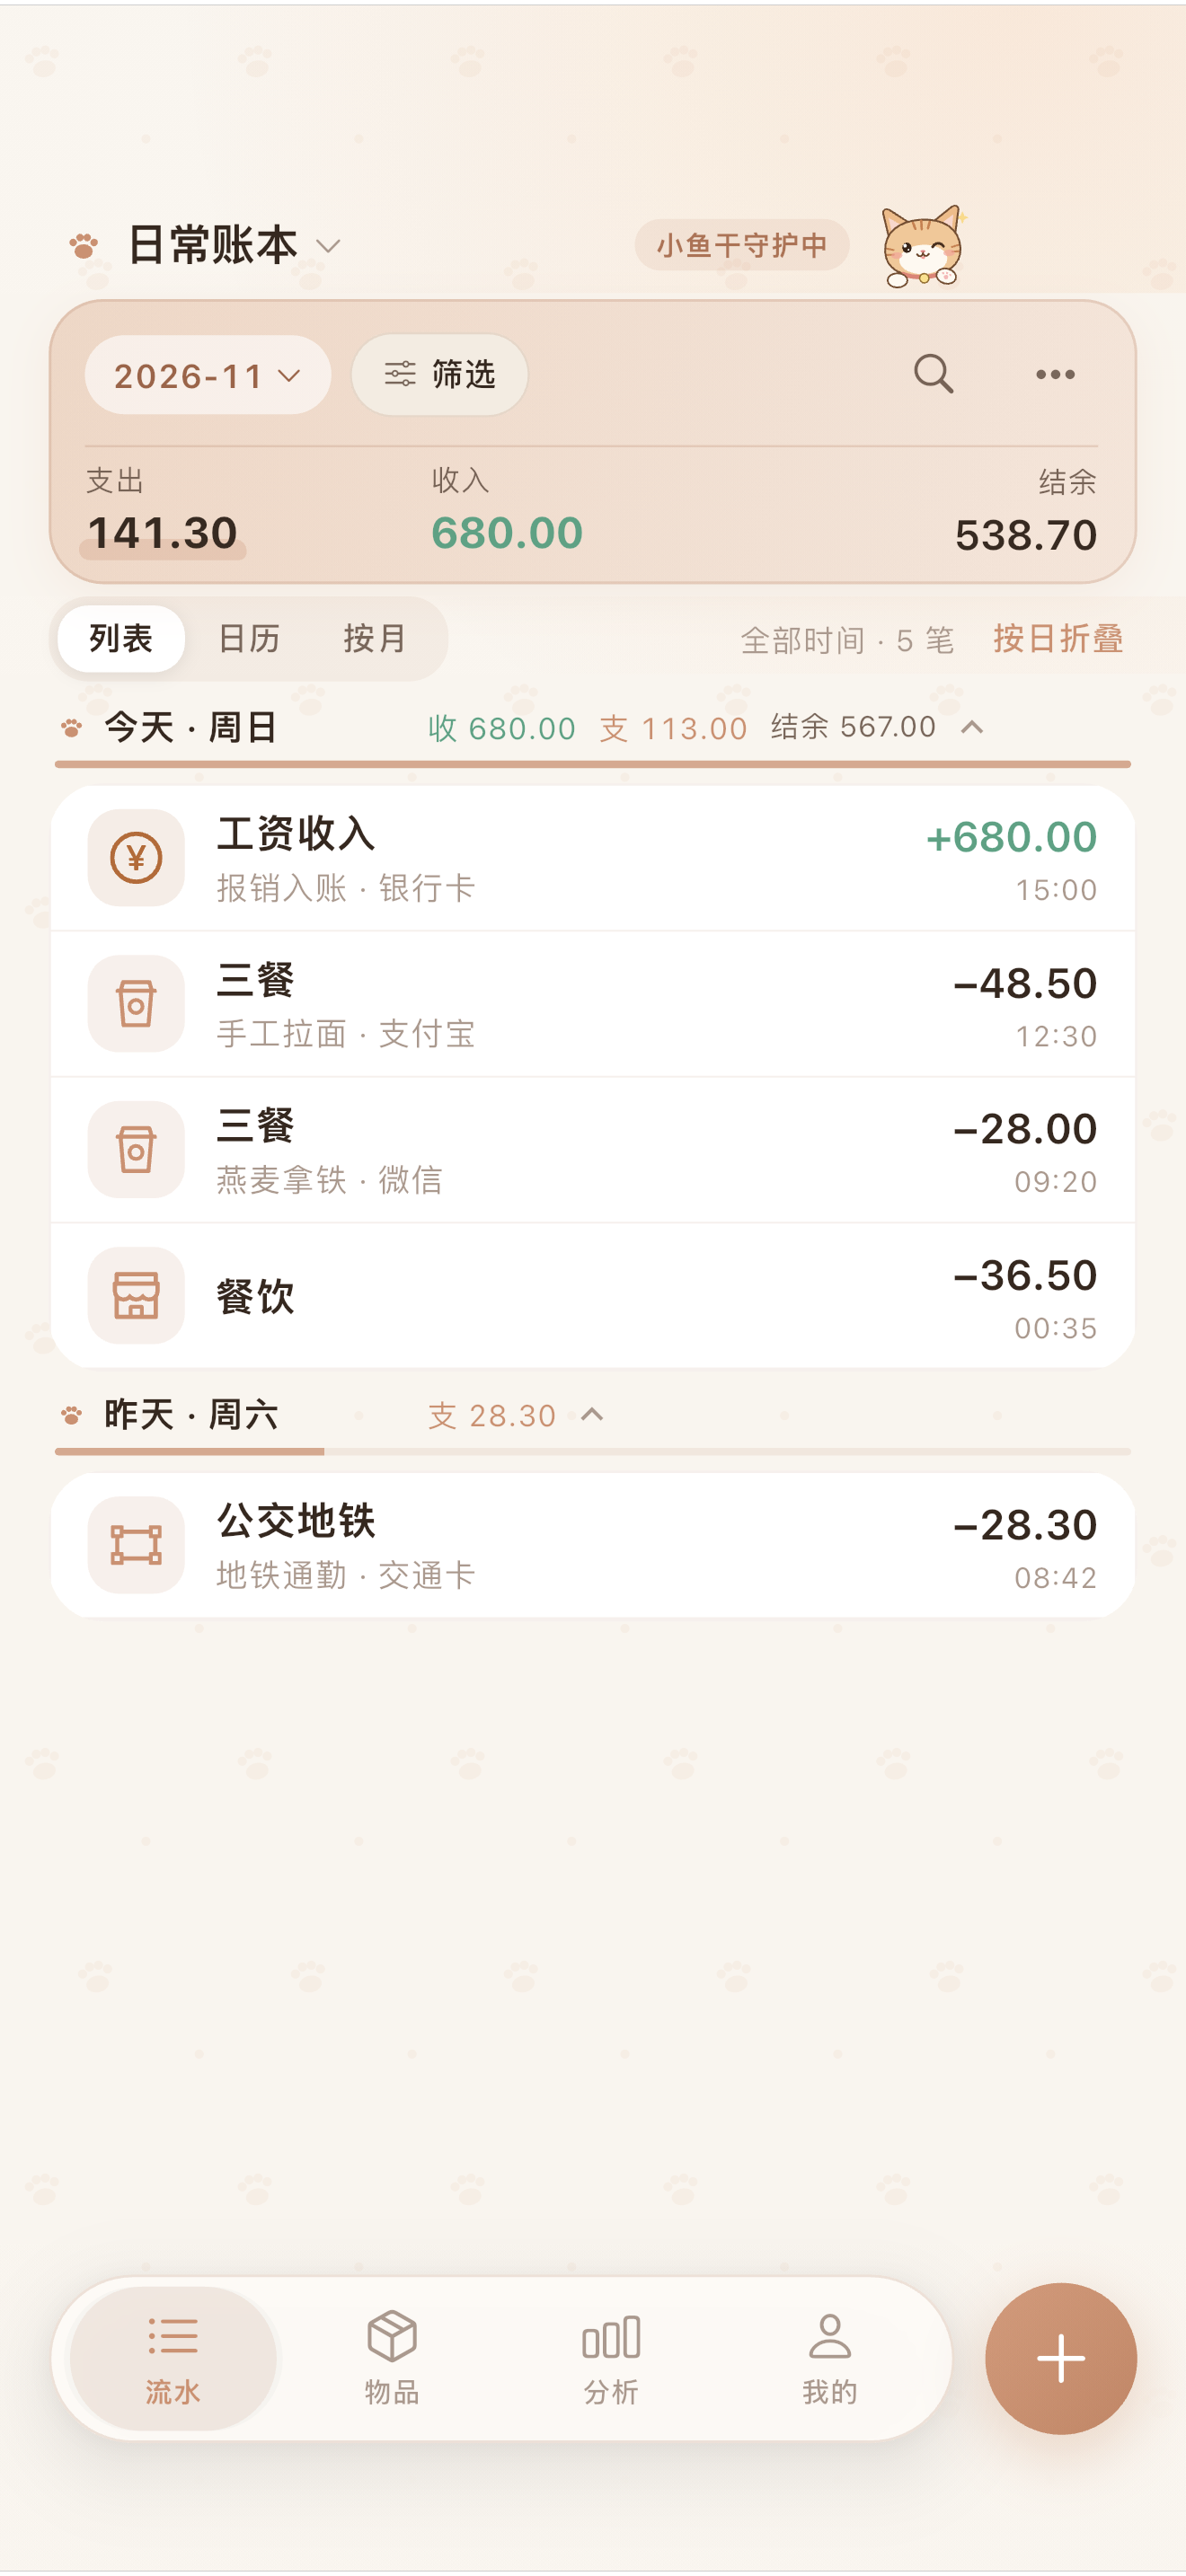 日常账本
小鱼干守护中
2026-11
筛选
支出 收入 结余
141.30 680.00 538.70
列表 日历 按月 全部时间 · 5 笔 按日折叠
今天 · 周日 收 680.00 支 113.00 结余 567.00
工资收入 +680.00
报销入账 · 银行卡 15:00
三餐 –48.50
手工拉面 · 支付宝 12:30
三餐 –28.00
燕麦拿铁 · 微信 09:20
餐饮 –36.50
00:35
昨天 · 周六 支 28.30
公交地铁 –28.30
地铁通勤 · 交通卡 08:42
流水 物品 分析 我的